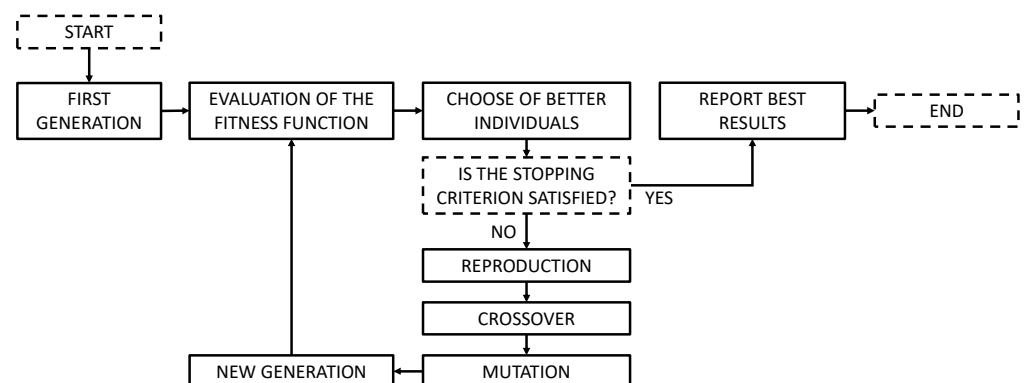 START
FIRST
GENERATION
EVALUATION OF THE
FITNESS FUNCTION
CHOOSE OF BETTER
INDIVIDUALS
REPORT BEST
RESULTS
END
IS THE STOPPING
CRITERION SATISFIED?
YES
NO
REPRODUCTION
CROSSOVER
MUTATION
NEW GENERATION